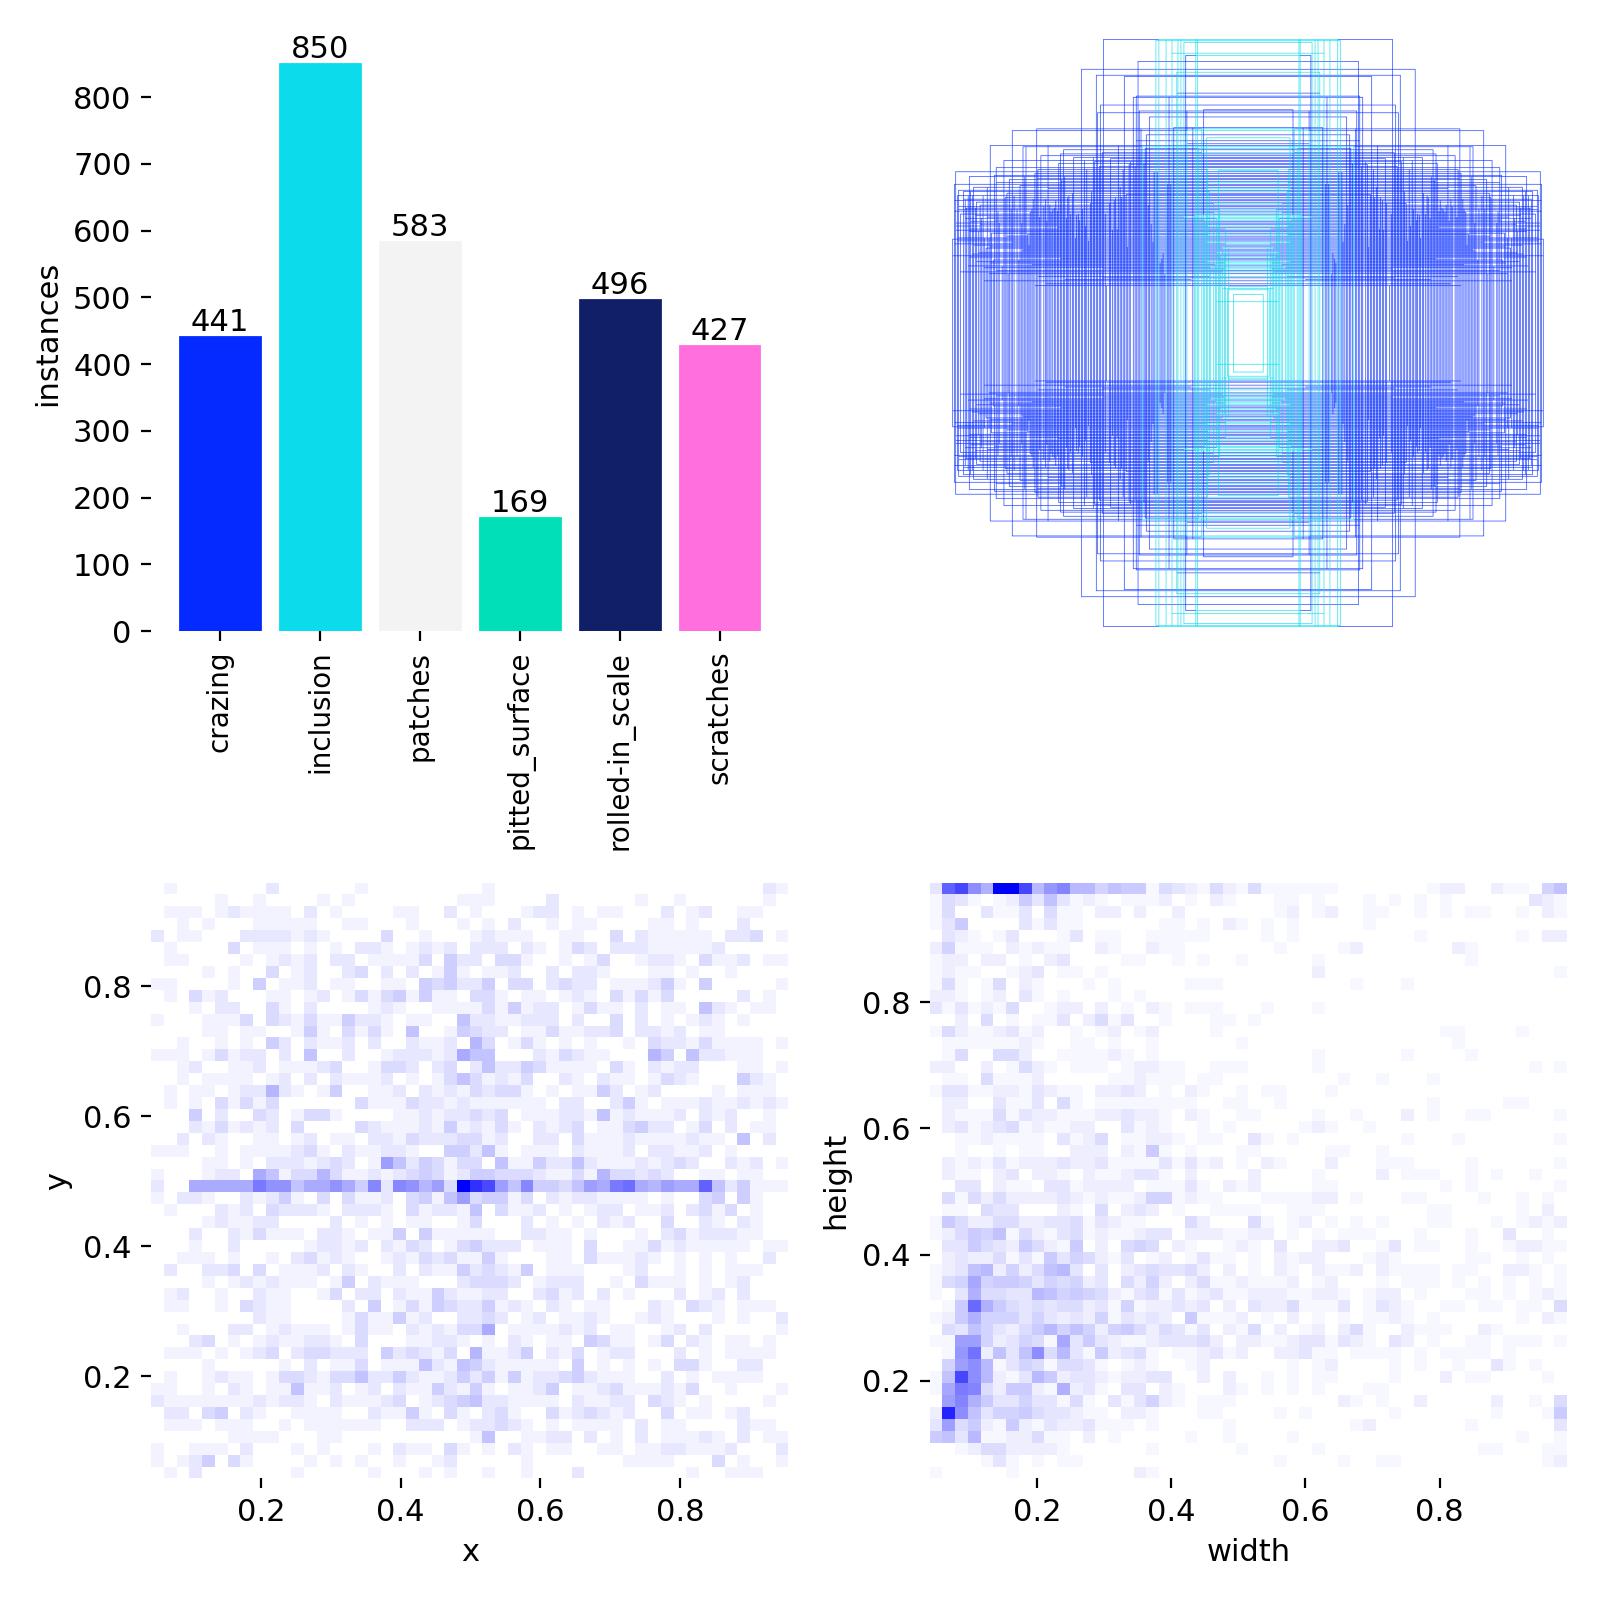 850
800
700
600
583
500
496
instances
441
427
400
300
200
169
100
0
crazing
inclusion
patches
pitted_surface
rolled-in_scale
scratches
0.8
0.6
y
0.4
0.2
0.2 0.4 0.6 0.8
x
0.8
0.6
height
0.4
0.2
0.2 0.4 0.6 0.8
width